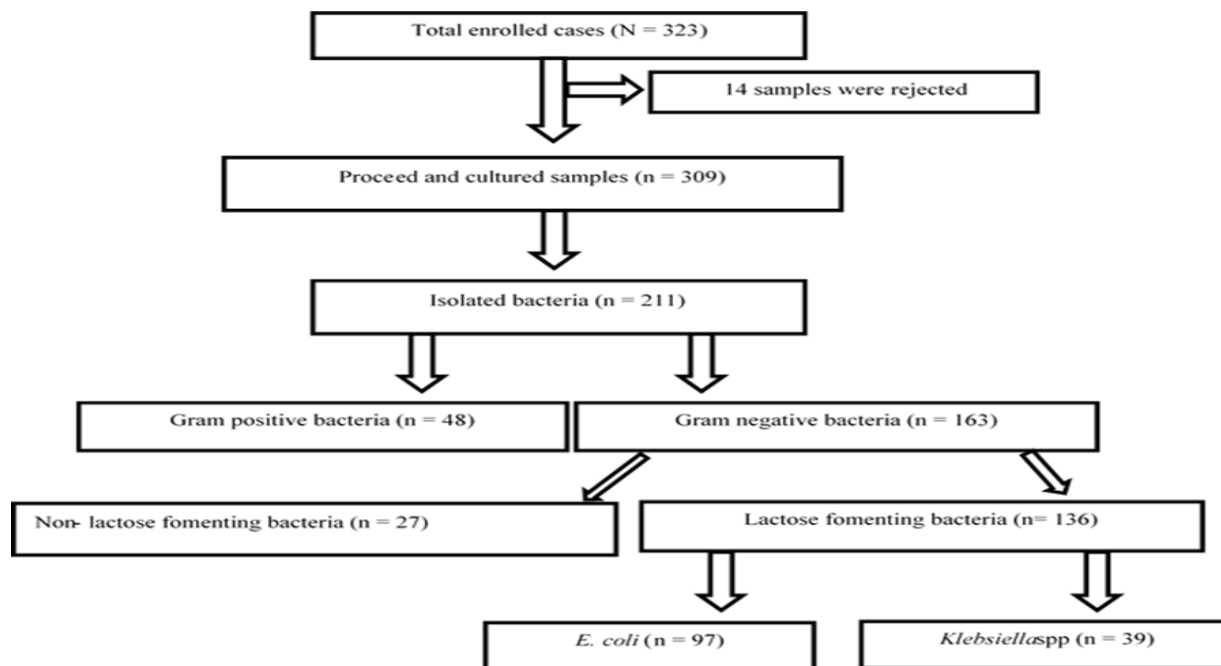 Total enrolled cases (N = 323)
14 samples were rejected
Proceed and cultured samples (n = 309)
Isolated bacteria (n = 211)
Gram positive bacteria (n = 48)
Gram negative bacteria (n = 163)
Non- lactose fomenting bacteria (n = 27)
Lactose fomenting bacteria (n= 136)
E. coli (n = 97)
Klebsiellaspp (n = 39)